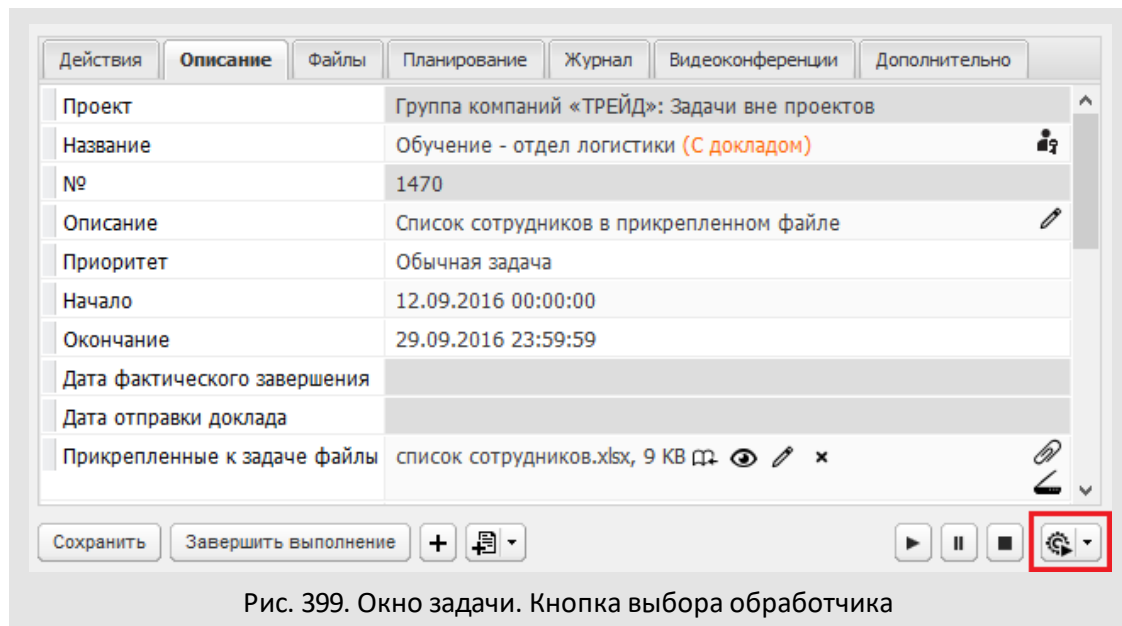 Действия Описание Файлы Планирование Журнал Видеоконференции Дополнительно
Проект Группа компаний «ТРЕЙД»: Задачи вне проектов
Название Обучение - отдел логистики (С докладом)
№ 1470
Описание Список сотрудников в прикрепленном файле
Приоритет Обычная задача
Начало 12.09.2016 00:00:00
Окончание 29.09.2016 23:59:59
Дата фактического завершения
Дата отправки доклада
Прикрепленные к задаче файлы список сотрудников.xlsx, 9 KB
Сохранить Завершить выполнение
Рис. 399. Окно задачи. Кнопка выбора обработчика